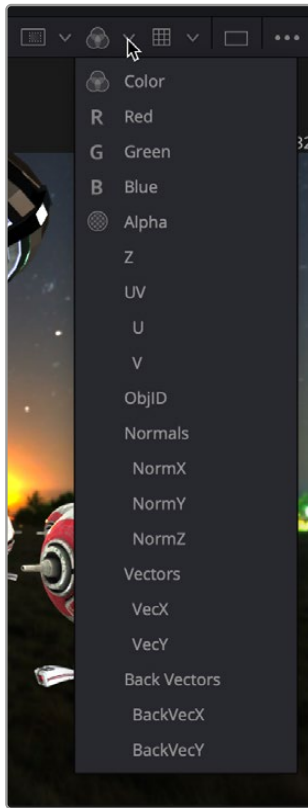 Color
R Red
G Green
B Blue
Alpha
Z
UV
U
V
ObjID
Normals
NormX
NormY
NormZ
Vectors
VecX
VecY
Back Vectors
BackVecX
BackVecY